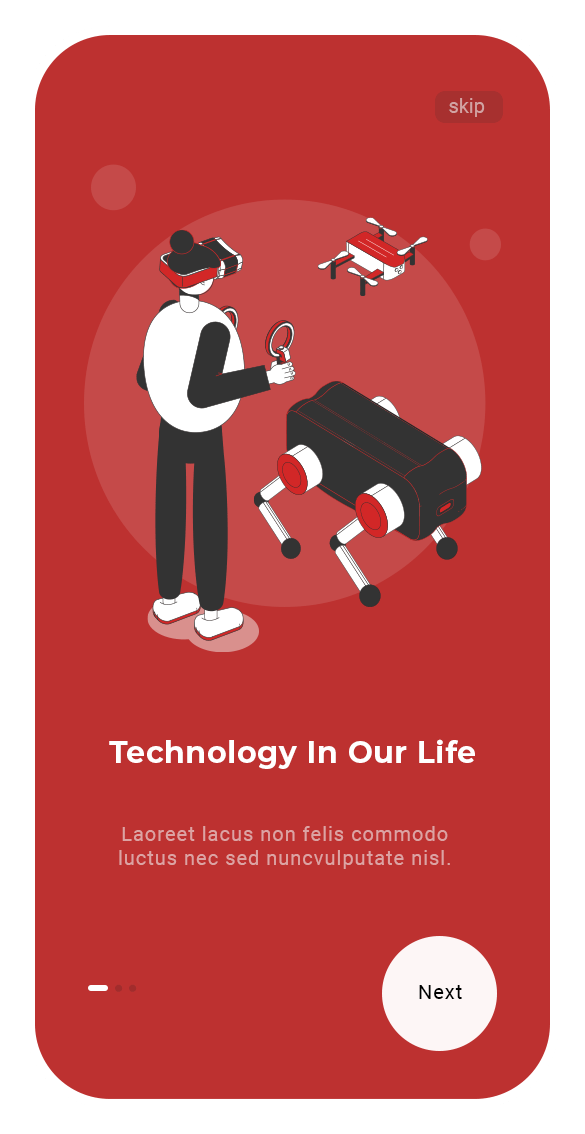 skip
Technology In Our Life
Laoreet lacus non felis commodo
luctus nec sed nuncvulputate nisl.
Next